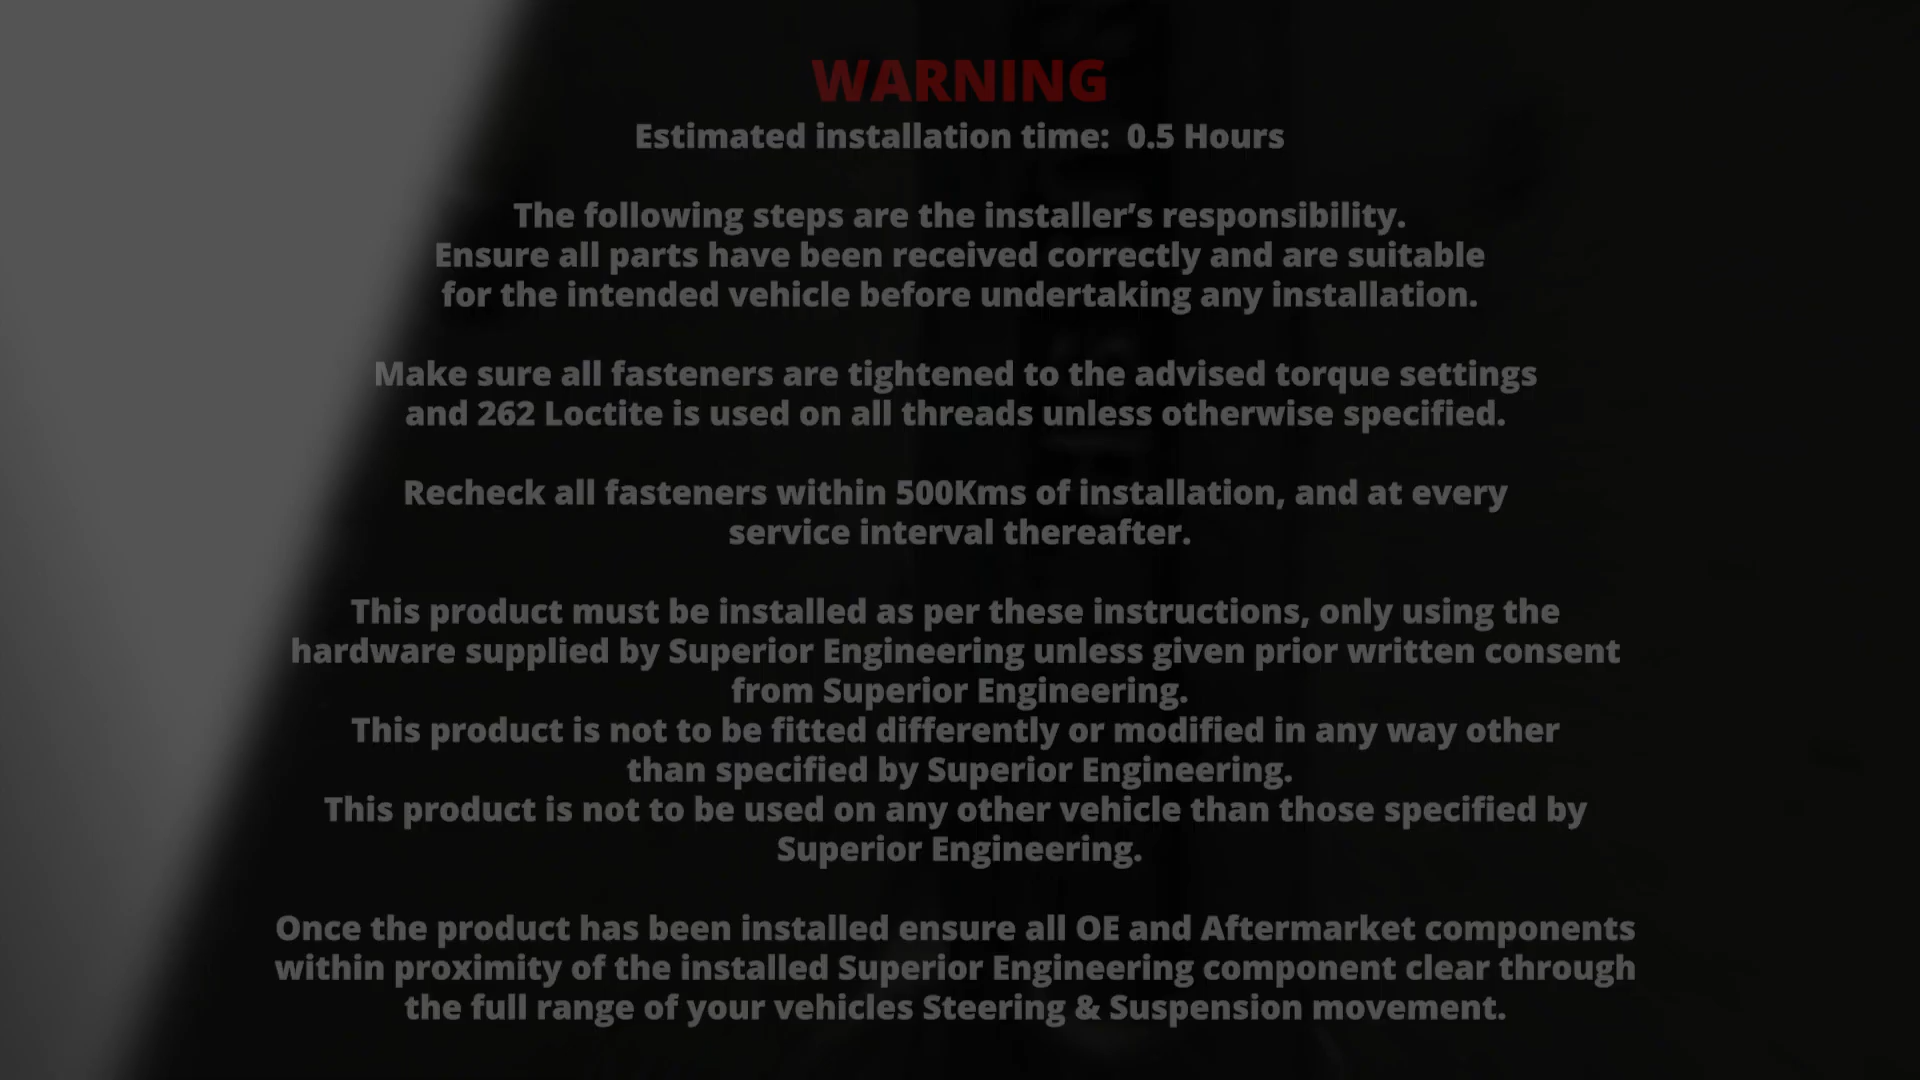 WARNING
Estimated installation time:  0.5 Hours
The following steps are the installer’s responsibility.
Ensure all parts have been received correctly and are suitable
for the intended vehicle before undertaking any installation.
Make sure all fasteners are tightened to the advised torque settings
and 262 Loctite is used on all threads unless otherwise specified.
Recheck all fasteners within 500Kms of installation, and at every
service interval thereafter.
This product must be installed as per these instructions, only using the
hardware supplied by Superior Engineering unless given prior written consent
from Superior Engineering.
This product is not to be fitted differently or modified in any way other
than specified by Superior Engineering.
This product is not to be used on any other vehicle than those specified by
Superior Engineering.
Once the product has been installed ensure all OE and Aftermarket components
within proximity of the installed Superior Engineering component clear through
the full range of your vehicles Steering & Suspension movement.